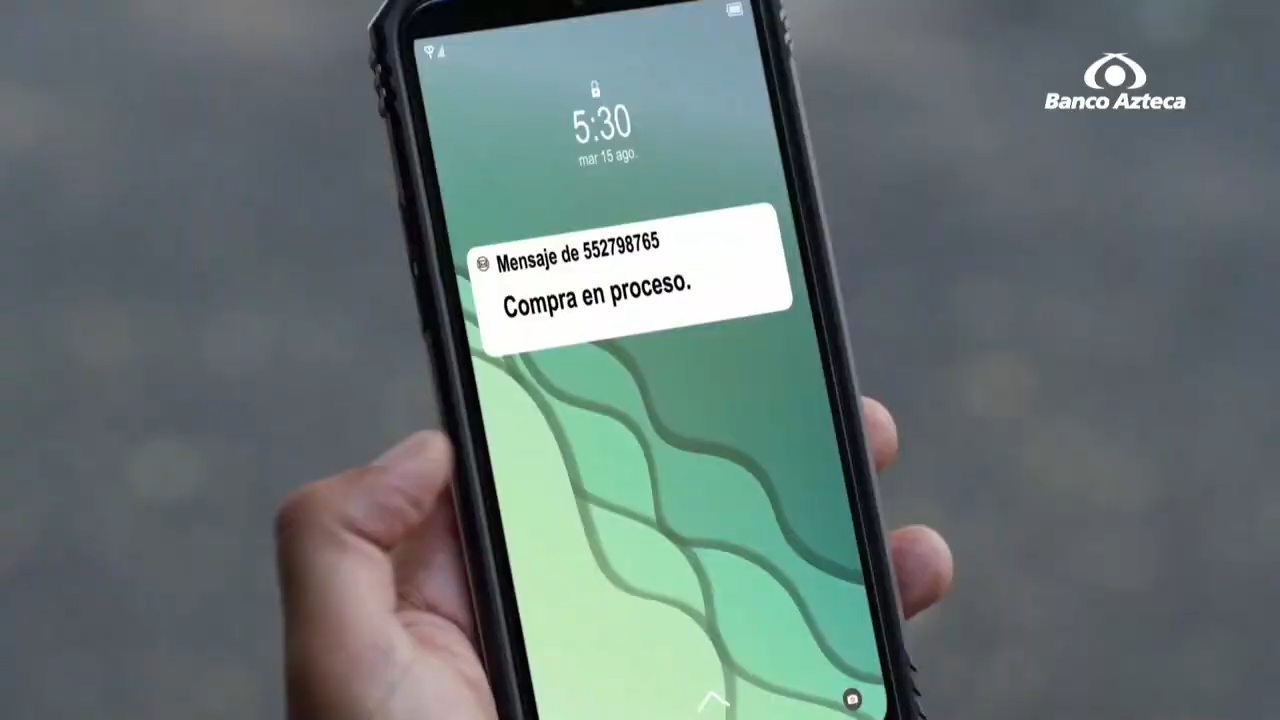 Banco Azteca
5:30
mar 15 ago.
Mensaje de 552798765
Compra en proceso.